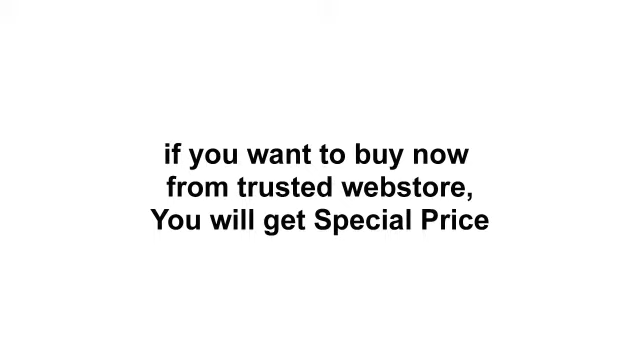 if you want to buy now
from trusted webstore,
You will get Special Price